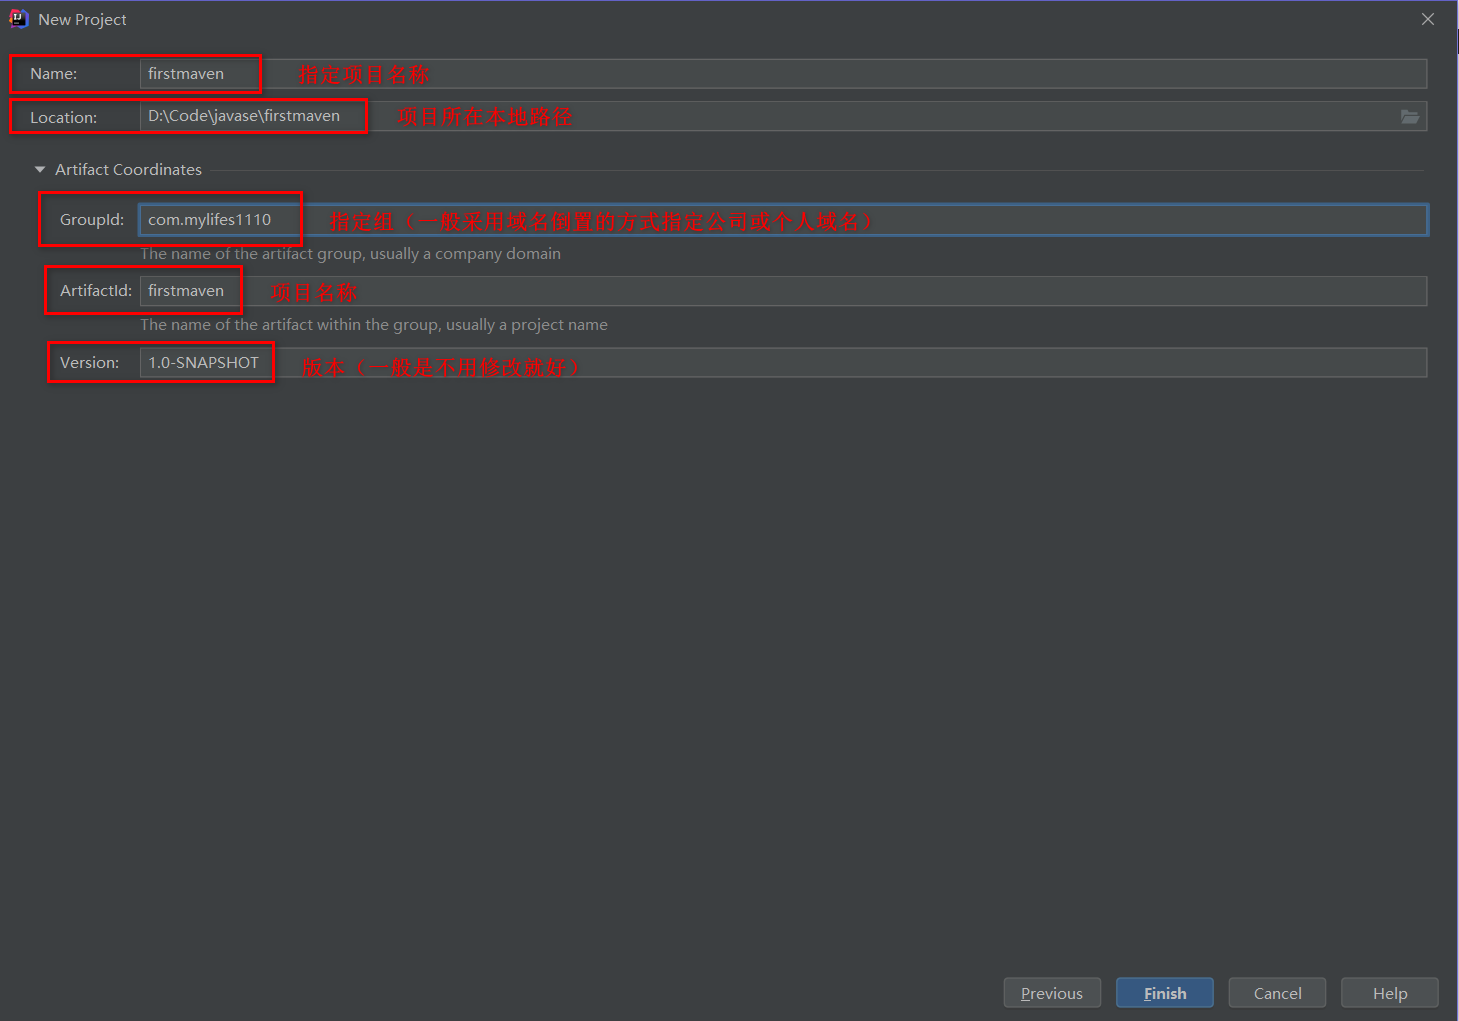 New Project
Name: firstmaven 指定项目名称
Location: D:\Code\javase\firstmaven 项目所在本地路径
Artifact Coordinates
GroupId: com.mylifes1110 指定组（一般采用域名倒置的方式指定公司或个人域名）
The name of the artifact group, usually a company domain
ArtifactId: firstmaven 项目名称
The name of the artifact within the group, usually a project name
Version: 1.0-SNAPSHOT 版本（一般是不用修改就好）
Previous Finish Cancel Help